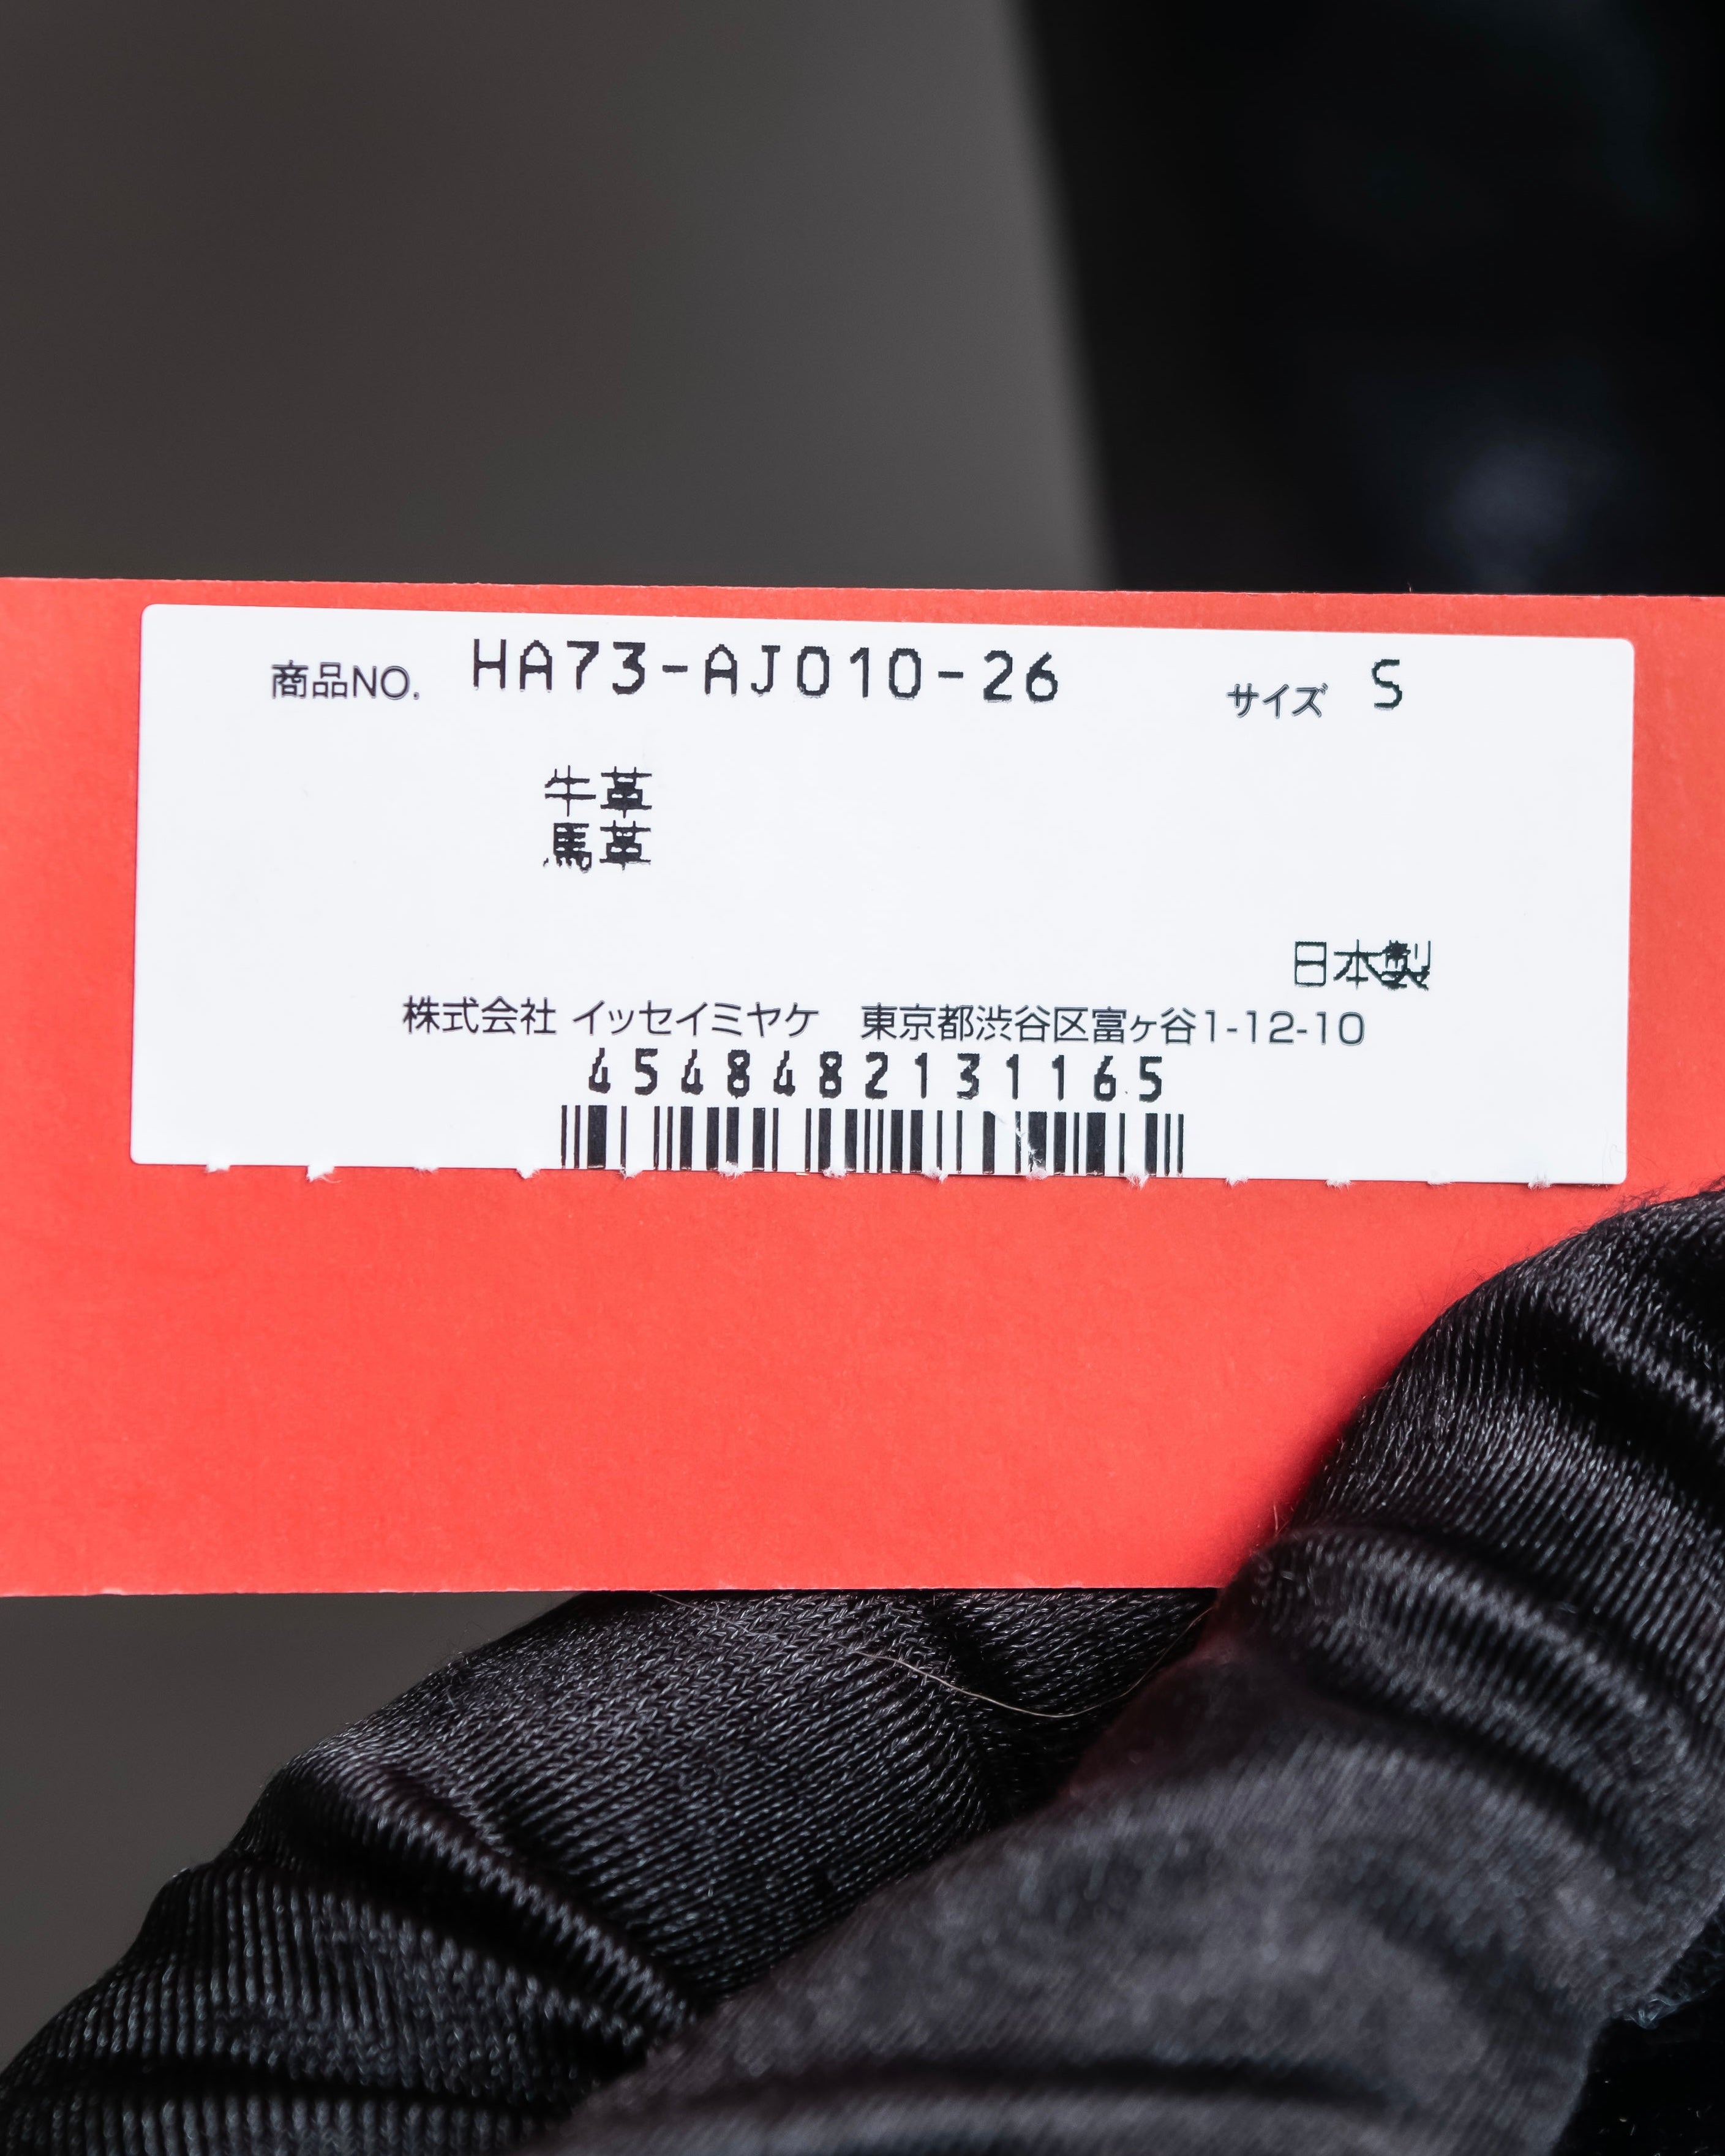 商品NO. HA73-AJ010-26 サイズ S
牛革
馬革
日本製
株式会社 イッセイミヤケ 東京都渋谷区富ヶ谷1-12-10
4548482131165